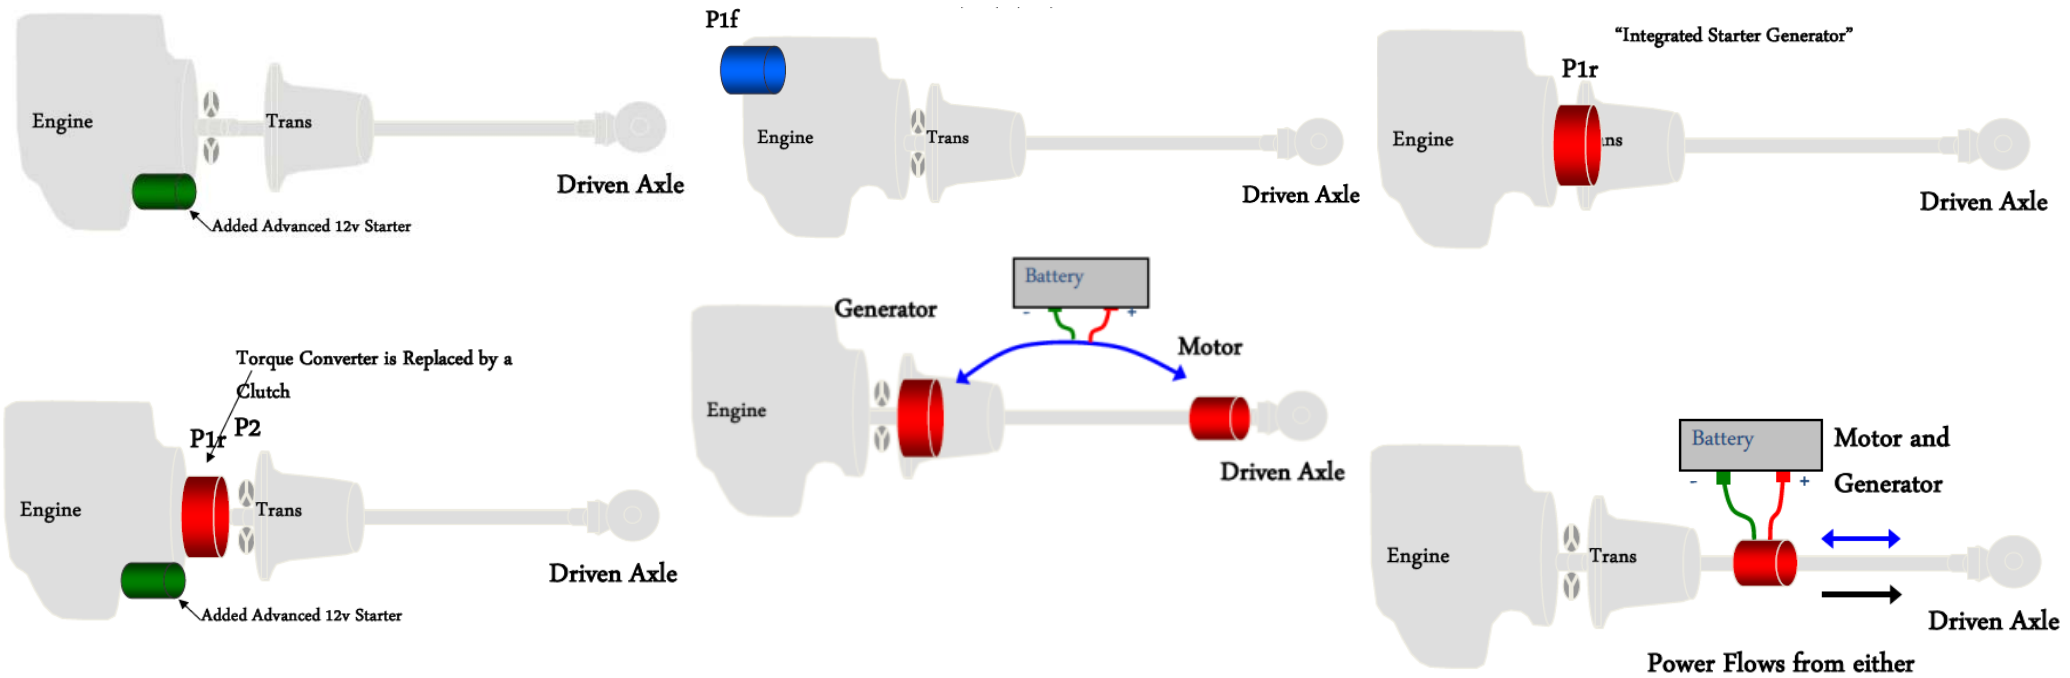 Engine
Trans
Driven Axle
Added Advanced 12v Starter
P1f
Engine
Trans
Driven Axle
“Integrated Starter Generator”
P1r
Engine
ns
Driven Axle
Torque Converter is Replaced by a
Clutch
P1r P2
Engine
Trans
Driven Axle
Added Advanced 12v Starter
Battery
- +
Generator
Motor
Engine
Driven Axle
Battery
- +
Motor and
Generator
Engine
Trans
Driven Axle
Power Flows from either